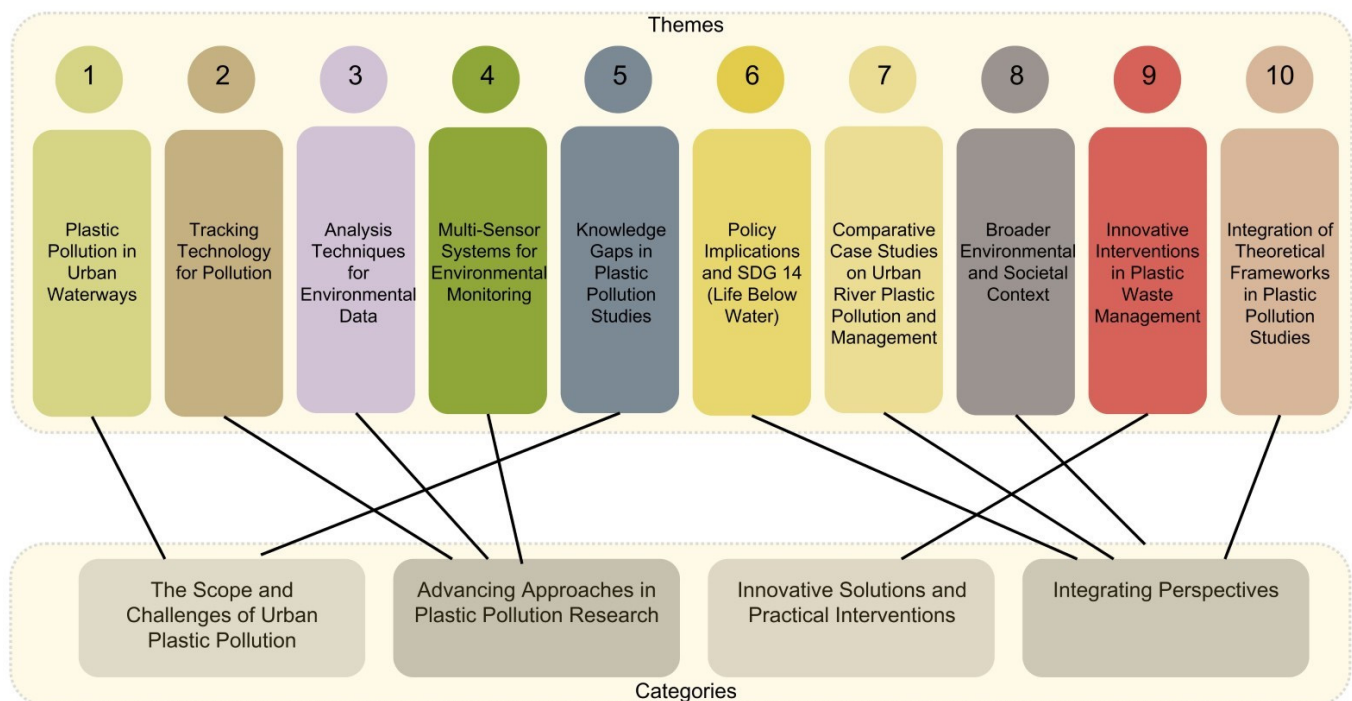 Themes
1
2
3
4
5
6
7
8
9
10
Plastic
Pollution in
Urban
Waterways
Tracking
Technology
for Pollution
Analysis
Techniques
for
Environmental
Data
Multi-Sensor
Systems for
Environmental
Monitoring
Knowledge
Gaps in
Plastic
Pollution
Studies
Policy
Implications
and SDG 14
(Life Below
Water)
Comparative
Case Studies
on Urban
River Plastic
Pollution and
Management
Broader
Environmental
and Societal
Context
Innovative
Interventions
in Plastic
Waste
Management
Integration of
Theoretical
Frameworks
in Plastic
Pollution
Studies
The Scope and
Challenges of Urban
Plastic Pollution
Advancing Approaches in
Plastic Pollution Research
Innovative Solutions and
Practical Interventions
Integrating Perspectives
Categories